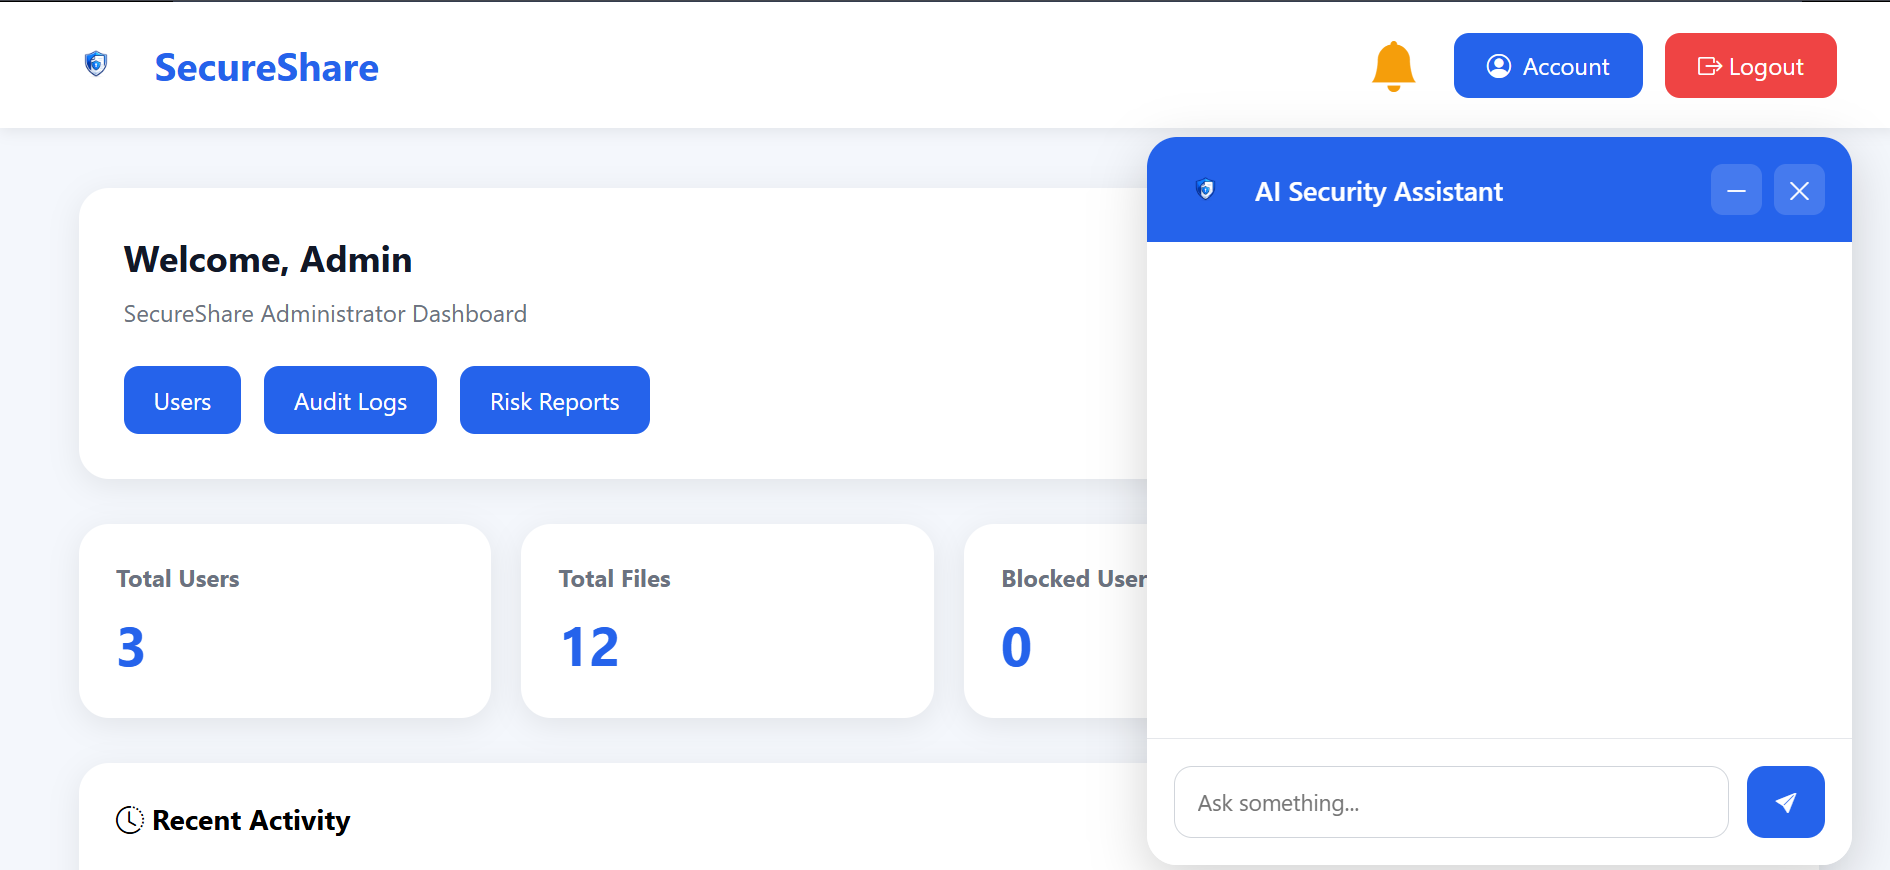 SecureShare
Account
Logout
AI Security Assistant
Welcome, Admin
SecureShare Administrator Dashboard
Users
Audit Logs
Risk Reports
Total Users
Total Files
Blocked User
3
12
0
Ask something...
Recent Activity